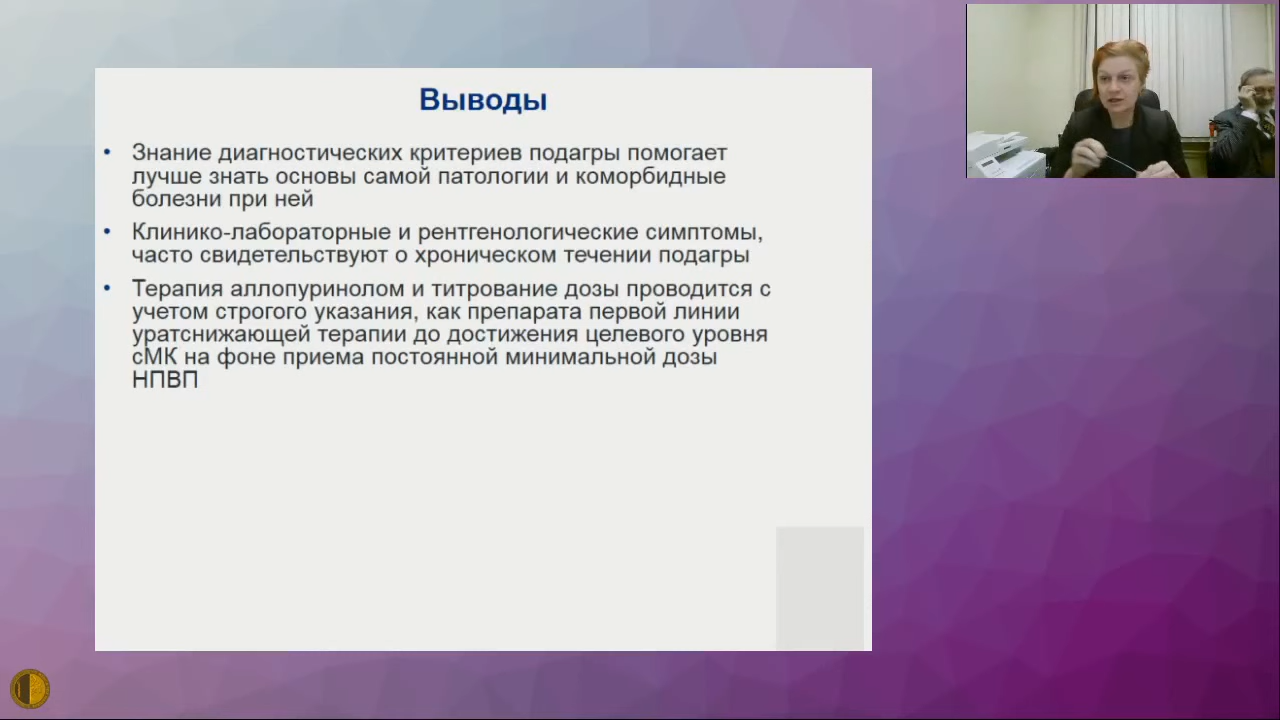 Выводы
Знание диагностических критериев подагры помогает
лучше знать основы самой патологии и коморбидные
болезни при ней
Клинико-лабораторные и рентгенологические симптомы,
часто свидетельствуют о хроническом течении подагры
Терапия аллопуринолом и титрование дозы проводится с
учетом строгого указания, как препарата первой линии
уратснижающей терапии до достижения целевого уровня
сМК на фоне приема постоянной минимальной дозы
НПВП